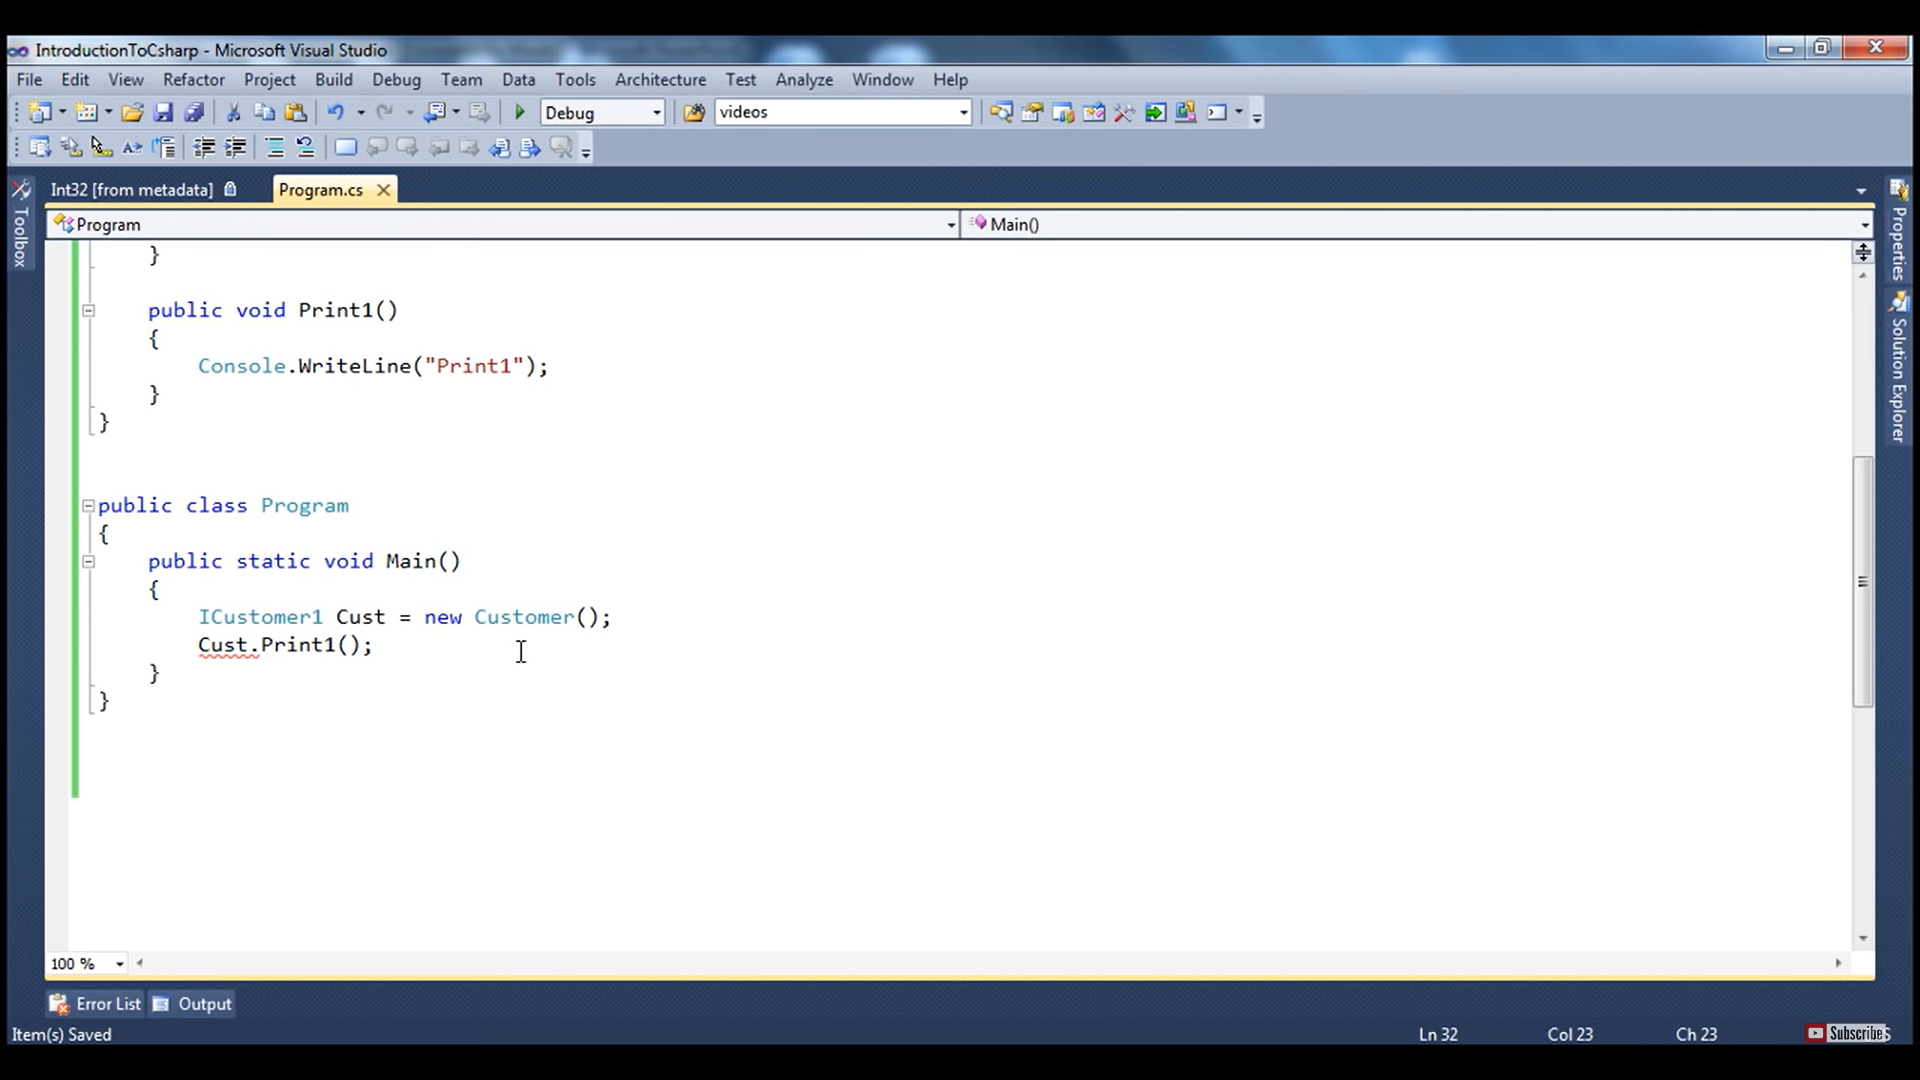 IntroductionToCsharp - Microsoft Visual Studio
File Edit View Refactor Project Build Debug Team Data Tools Architecture Test Analyze Window Help
Debug videos
Int32 [from metadata] Program.cs
Toolbox
Program Main()
Properties
Solution Explorer
}
public void Print1()
{
Console.WriteLine("Print1");
}
}
public class Program
{
public static void Main()
{
ICustomer1 Cust = new Customer();
Cust.Print1();
}
}
100 %
Error List Output
Item(s) Saved Ln 32 Col 23 Ch 23 Subscribe